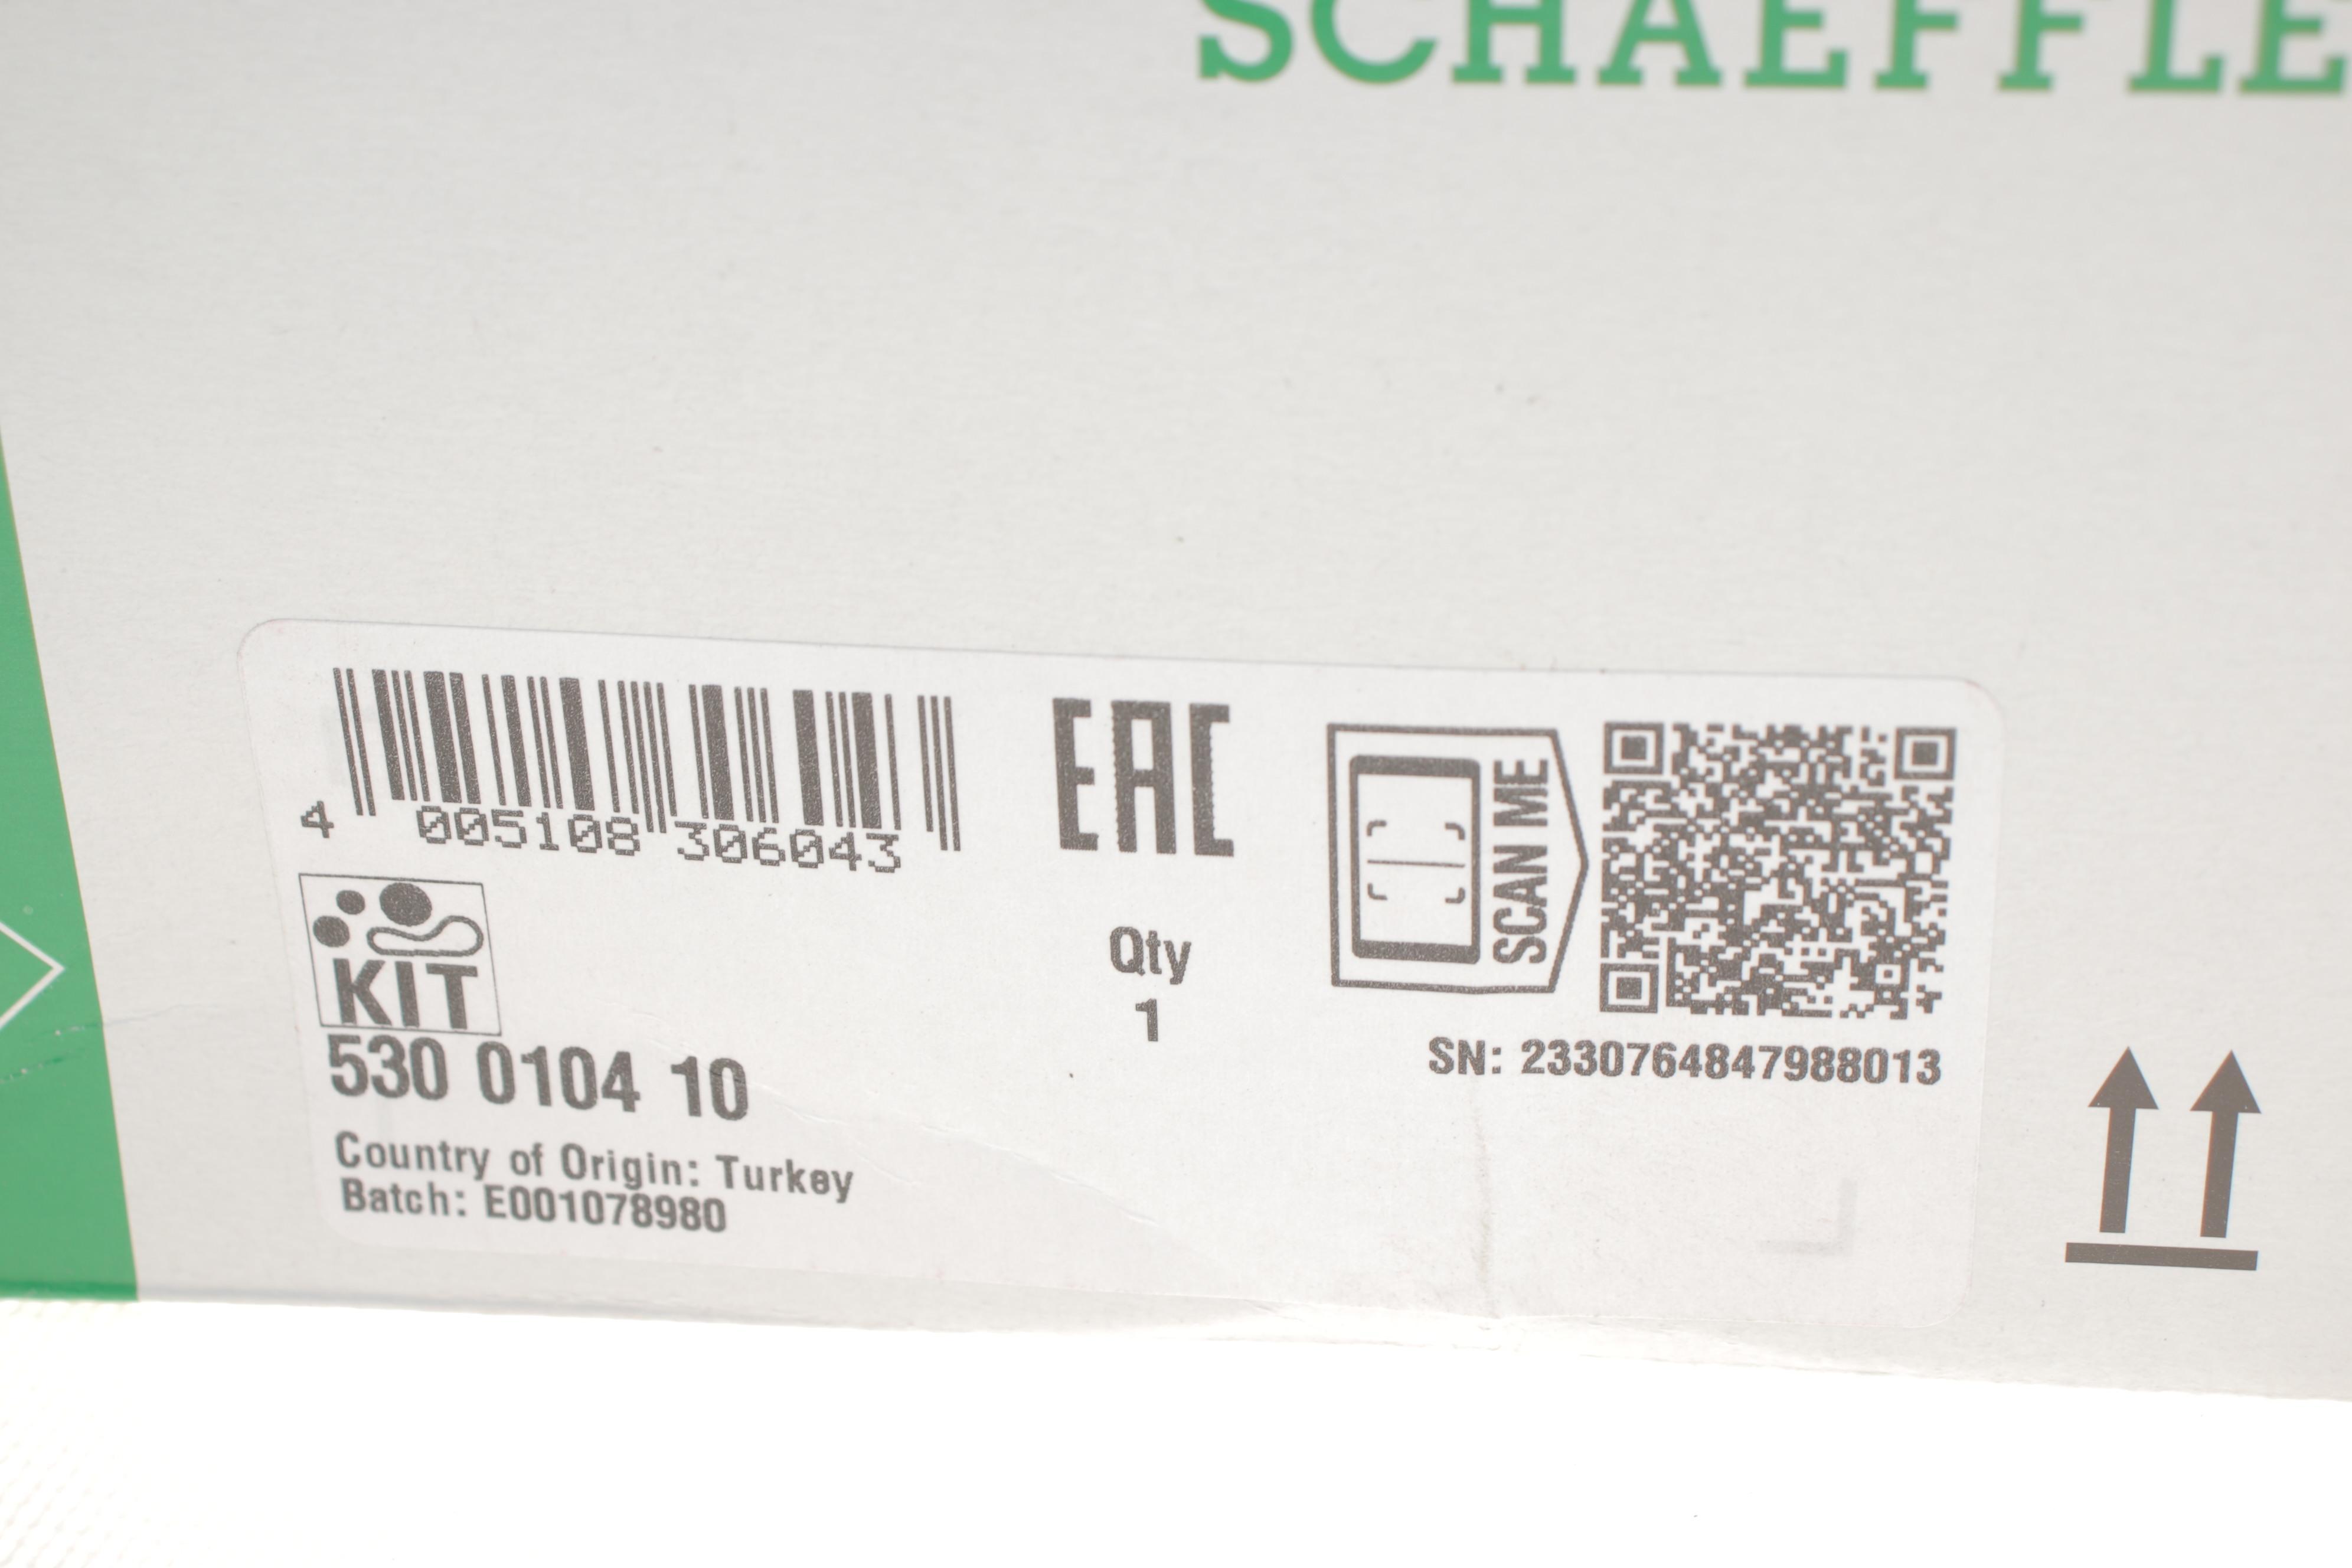 SCHAEFFLE
4 005108 306043
EAC
SCAN ME
KIT
Qty
1
530 0104 10
SN: 2330764847988013
Country of Origin: Turkey
Batch: E001078980